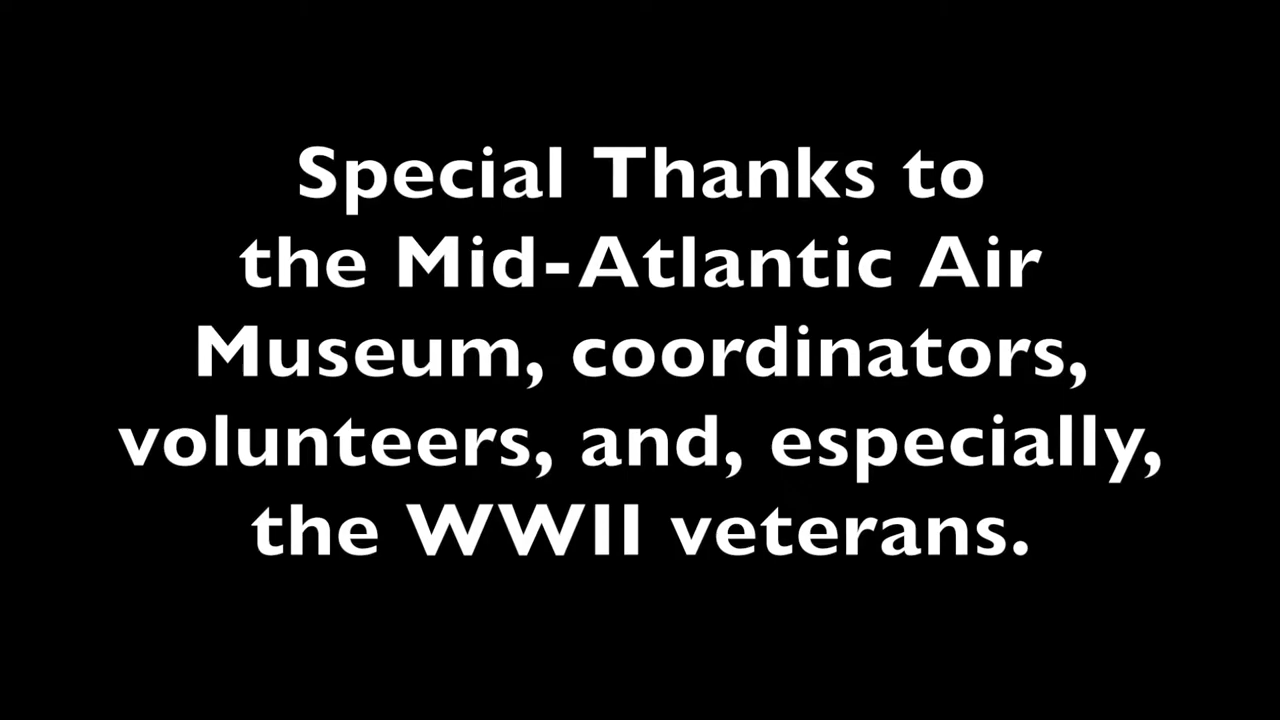 Special Thanks to
the Mid-Atlantic Air
Museum, coordinators,
volunteers, and, especially,
the WWII veterans.